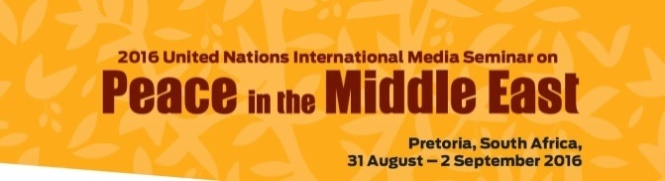 2016 United Nations International Media Seminar on
Peace in the Middle East
Pretoria, South Africa,
31 August – 2 September 2016